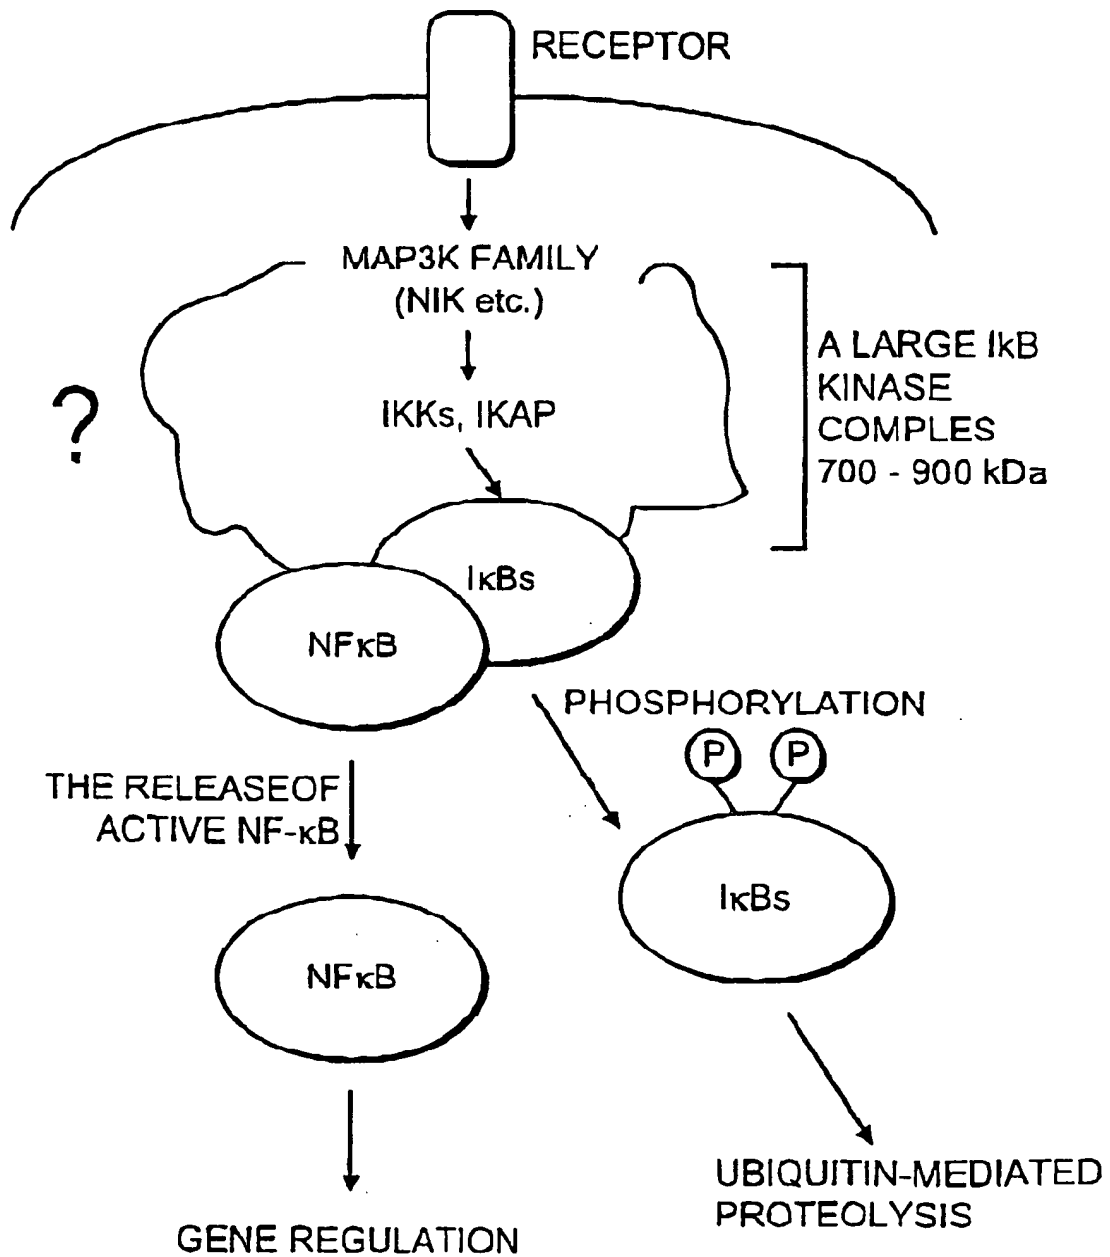 RECEPTOR
MAP3K FAMILY
(NIK etc.)
A LARGE IkB
KINASE
COMPLES
700 - 900 kDa
?
IKKs, IKAP
IκBs
NFκB
PHOSPHORYLATION
P P
THE RELEASEOF
ACTIVE NF-κB
IκBs
NFκB
UBIQUITIN-MEDIATED
PROTEOLYSIS
GENE REGULATION